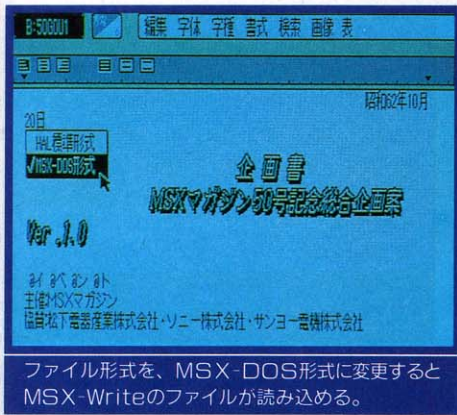 B:50GOU1 編集 字体 字種 書式 検索 画像 表
昭和62年10月
20日
HAL標準形式
✓MSX-DOS形式
企画書
MSXマガジン50号記念総合企画案
Ver .1.0
主催:MSXマガジン
協賛:松下電器産業株式会社・ソニー株式会社・サンヨー電機株式会社
ファイル形式を、MSX-DOS形式に変更すると
MSX-Writeのファイルが読み込める。